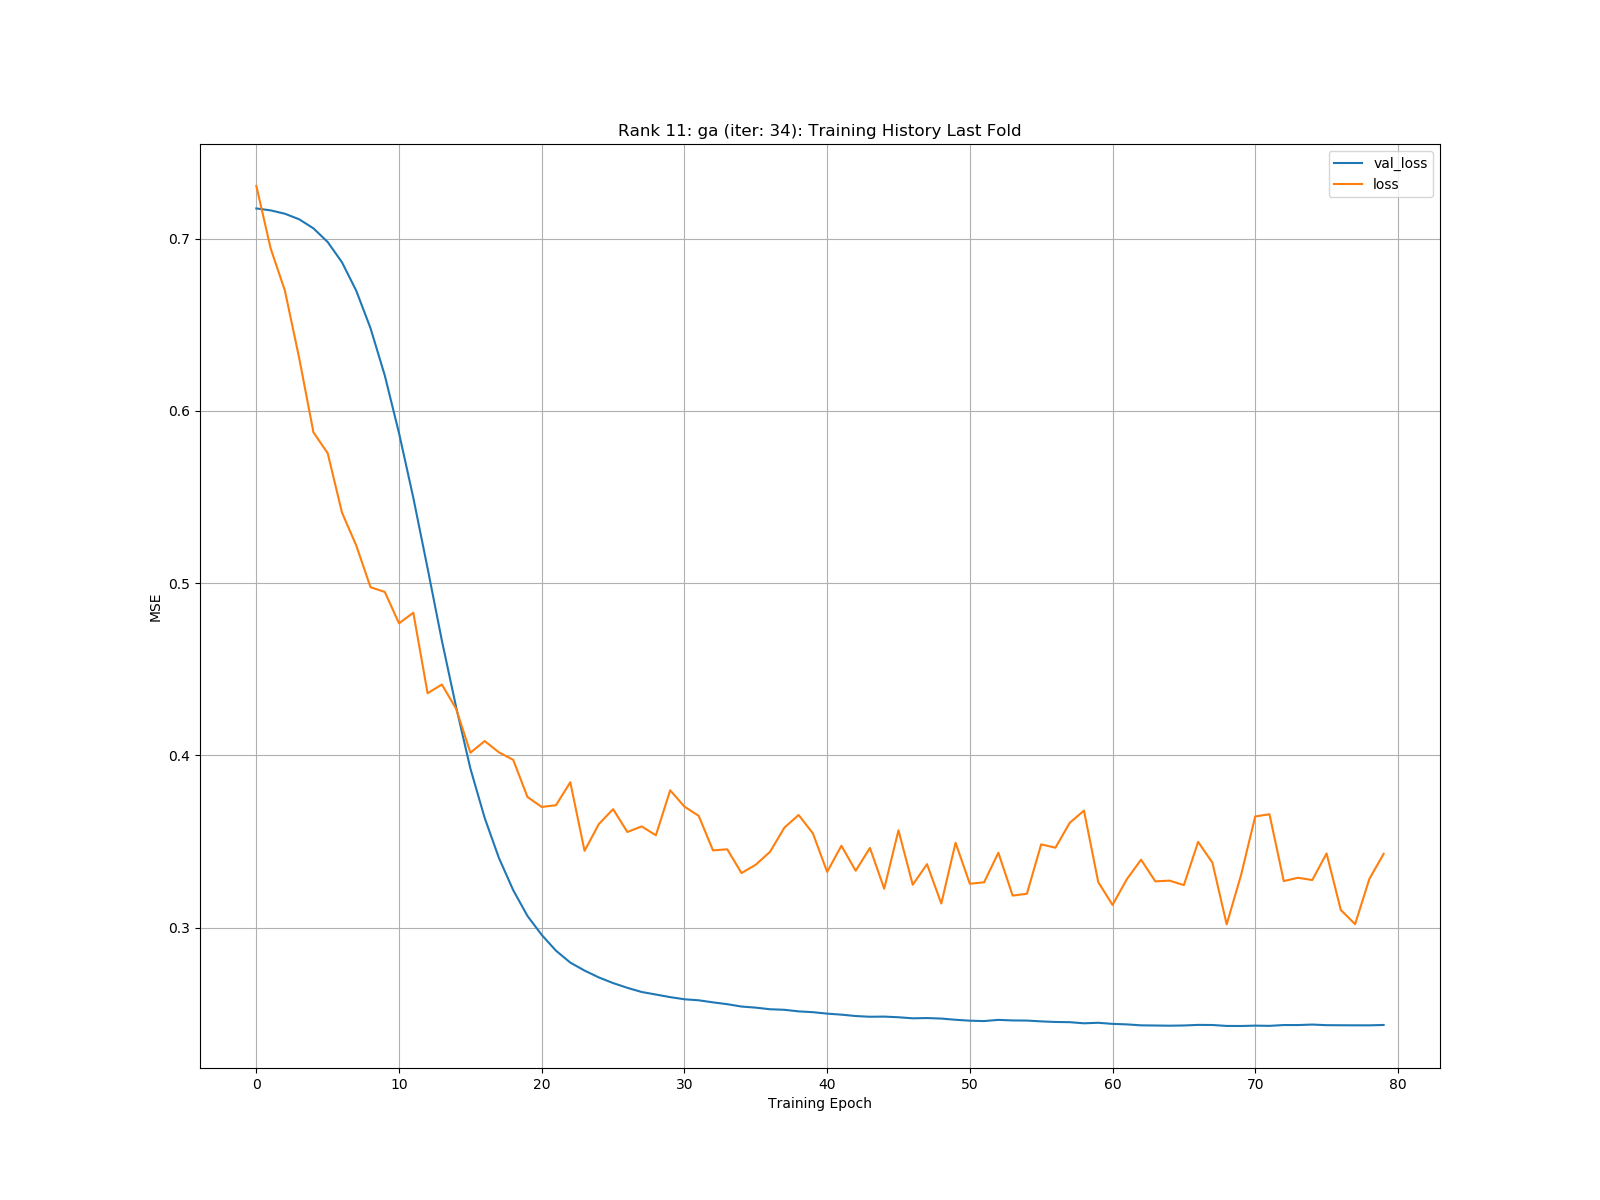 Rank 11: ga (iter: 34): Training History Last Fold
val_loss
loss
0.7
0.6
0.5
0.4
0.3
MSE
0 10 20 30 40 50 60 70 80
Training Epoch